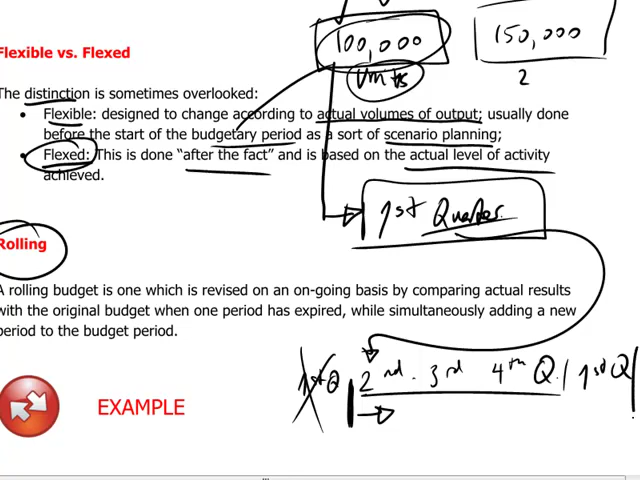 100,000
150,000
Flexible vs. Flexed
Units
2
The distinction is sometimes overlooked:
• Flexible: designed to change according to actual volumes of output; usually done
before the start of the budgetary period as a sort of scenario planning;
• Flexed: This is done “after the fact” and is based on the actual level of activity
achieved.
1st Quarter
Rolling
A rolling budget is one which is revised on an on-going basis by comparing actual results
with the original budget when one period has expired, while simultaneously adding a new
period to the budget period.
1st Q 2nd - 3rd 4th Q / 1st Q
EXAMPLE